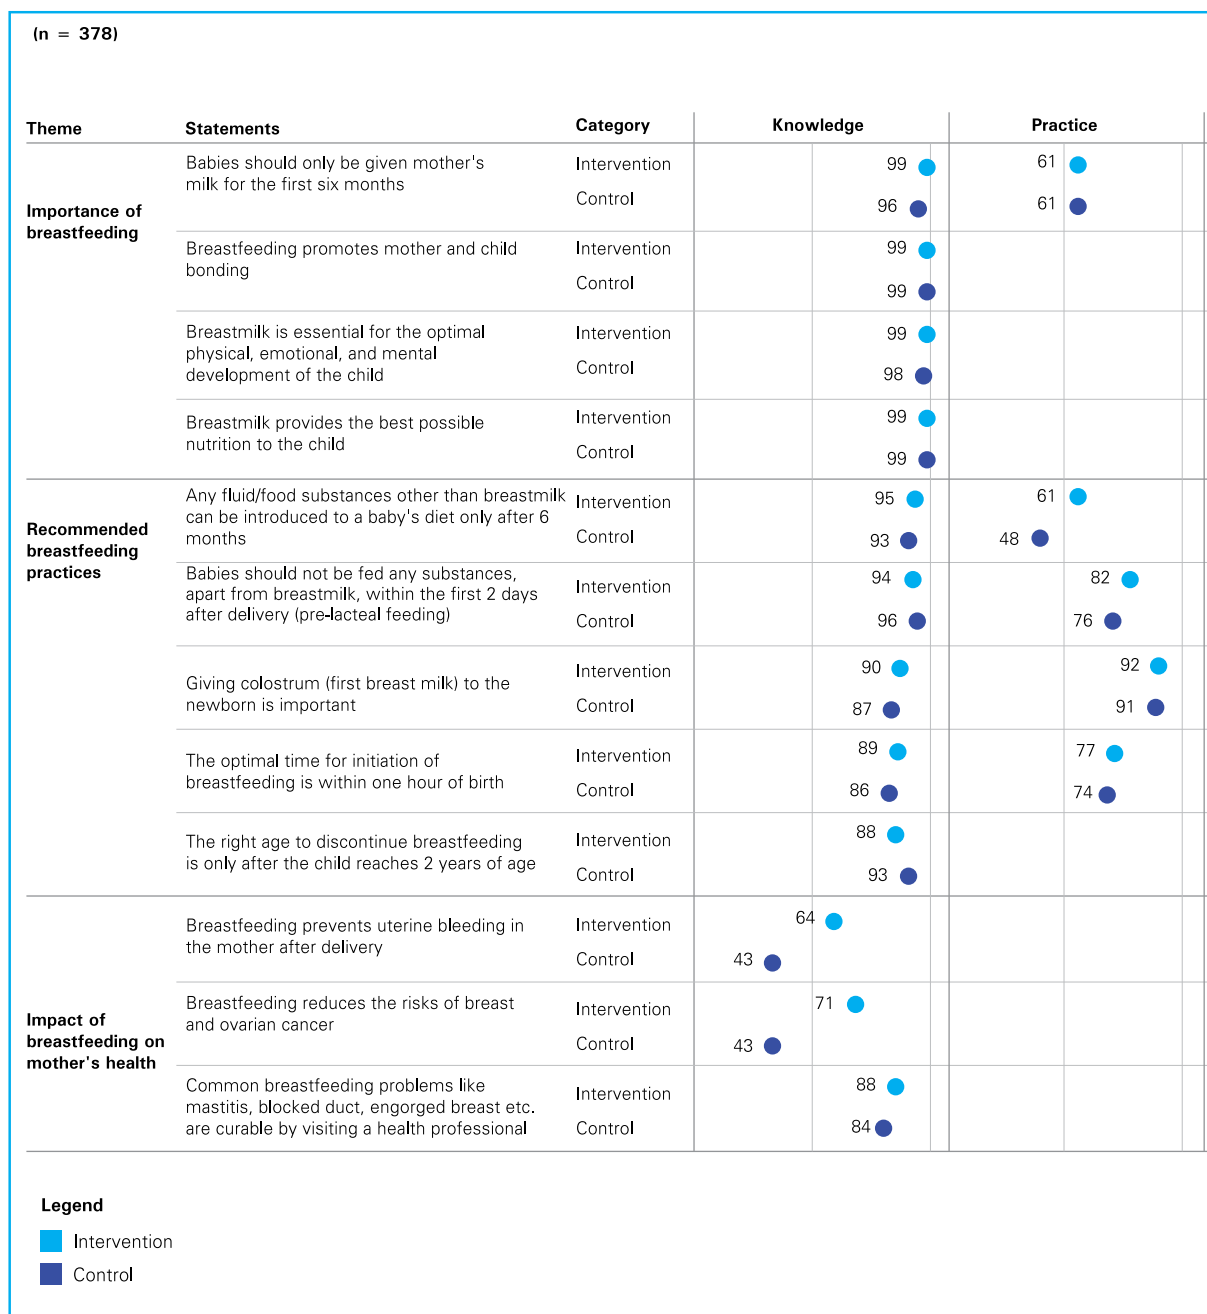 (n = 378)
Theme Statements Category Knowledge Practice
Importance of
breastfeeding
Babies should only be given mother's
milk for the first six months
Intervention 99 61
Control 96 61
Breastfeeding promotes mother and child
bonding
Intervention 99
Control 99
Breastmilk is essential for the optimal
physical, emotional, and mental
development of the child
Intervention 99
Control 98
Breastmilk provides the best possible
nutrition to the child
Intervention 99
Control 99
Recommended
breastfeeding
practices
Any fluid/food substances other than breastmilk
can be introduced to a baby's diet only after 6
months
Intervention 95 61
Control 93 48
Babies should not be fed any substances,
apart from breastmilk, within the first 2 days
after delivery (pre-lacteal feeding)
Intervention 94 82
Control 96 76
Giving colostrum (first breast milk) to the
newborn is important
Intervention 90 92
Control 87 91
The optimal time for initiation of
breastfeeding is within one hour of birth
Intervention 89 77
Control 86 74
The right age to discontinue breastfeeding
is only after the child reaches 2 years of age
Intervention 88
Control 93
Impact of
breastfeeding on
mother's health
Breastfeeding prevents uterine bleeding in
the mother after delivery
Intervention 64
Control 43
Breastfeeding reduces the risks of breast
and ovarian cancer
Intervention 71
Control 43
Common breastfeeding problems like
mastitis, blocked duct, engorged breast etc.
are curable by visiting a health professional
Intervention 88
Control 84
Legend
Intervention
Control